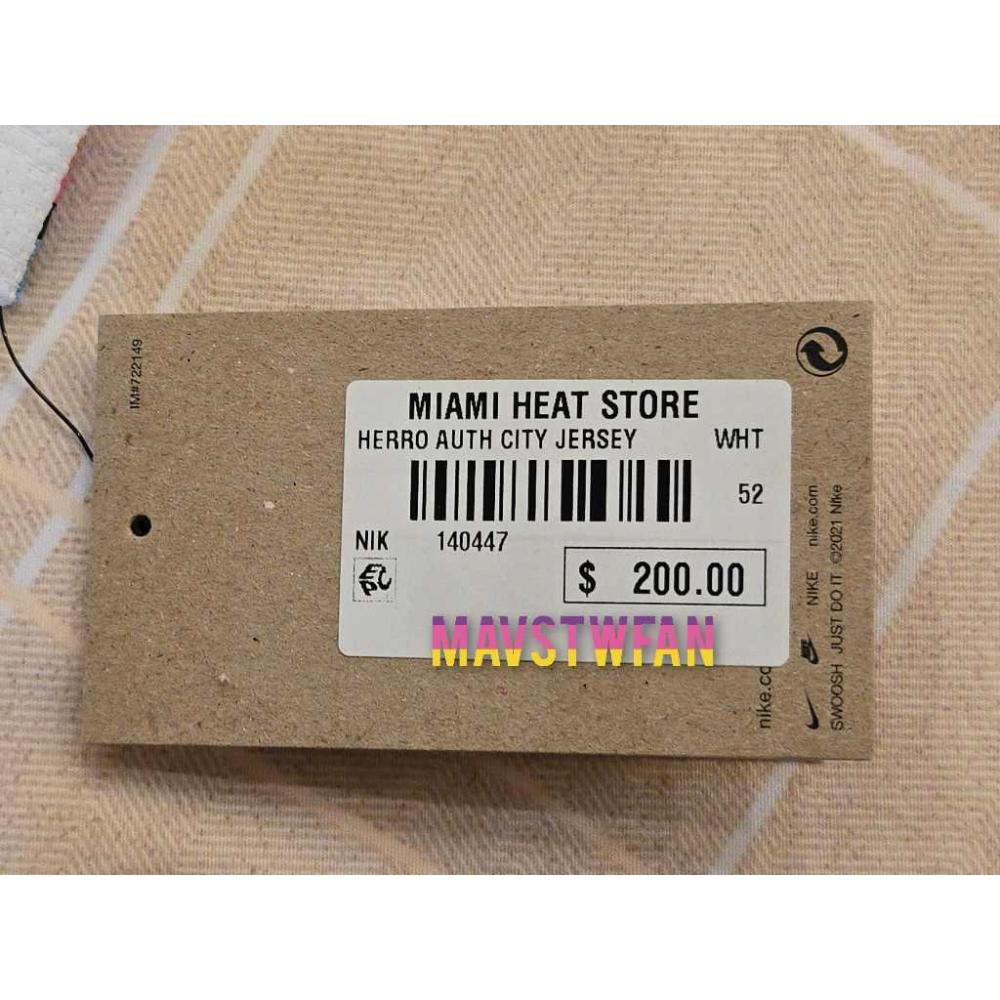 IM#722149
MIAMI HEAT STORE
HERRO AUTH CITY JERSEY WHT
52
NIK 140447
$ 200.00
MAVSTWFAN
nike.cc
NIKE nike.com
SWOOSH JUST DO IT ©2021 Nike